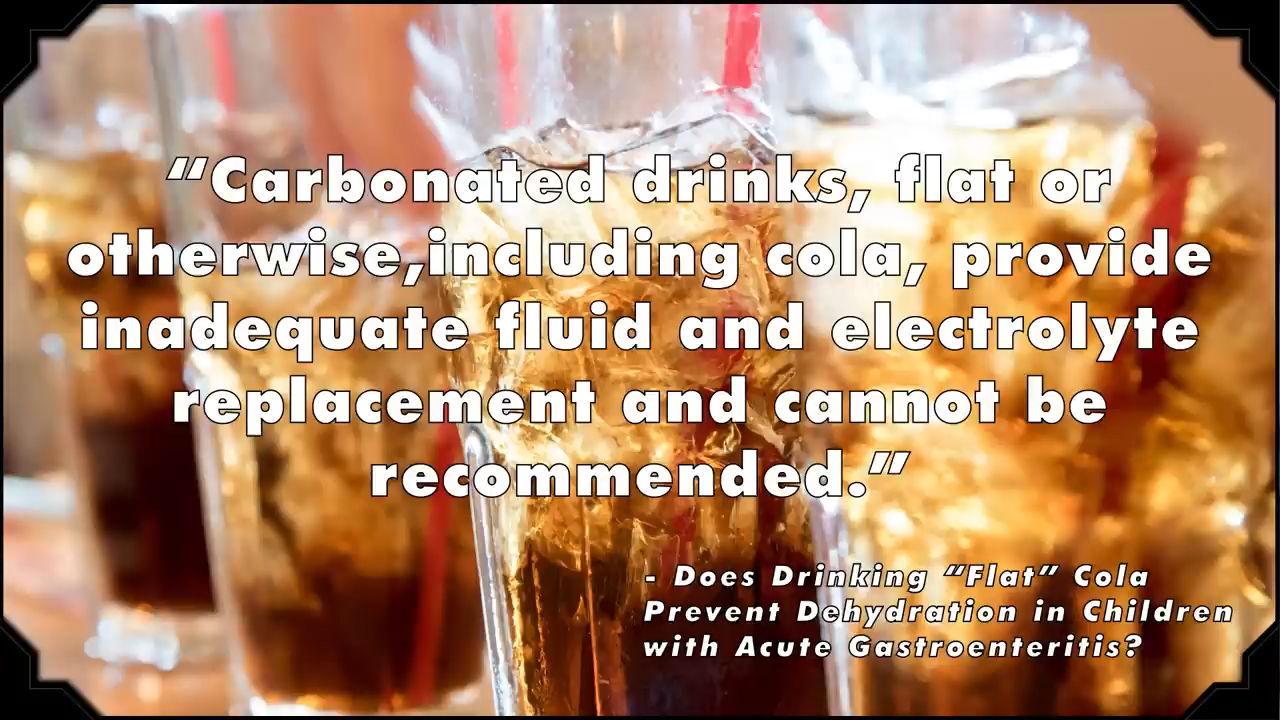 “Carbonated drinks, flat or
otherwise,including cola, provide
inadequate fluid and electrolyte
replacement and cannot be
recommended.”
- Does Drinking “Flat” Cola
Prevent Dehydration in Children
with Acute Gastroenteritis?